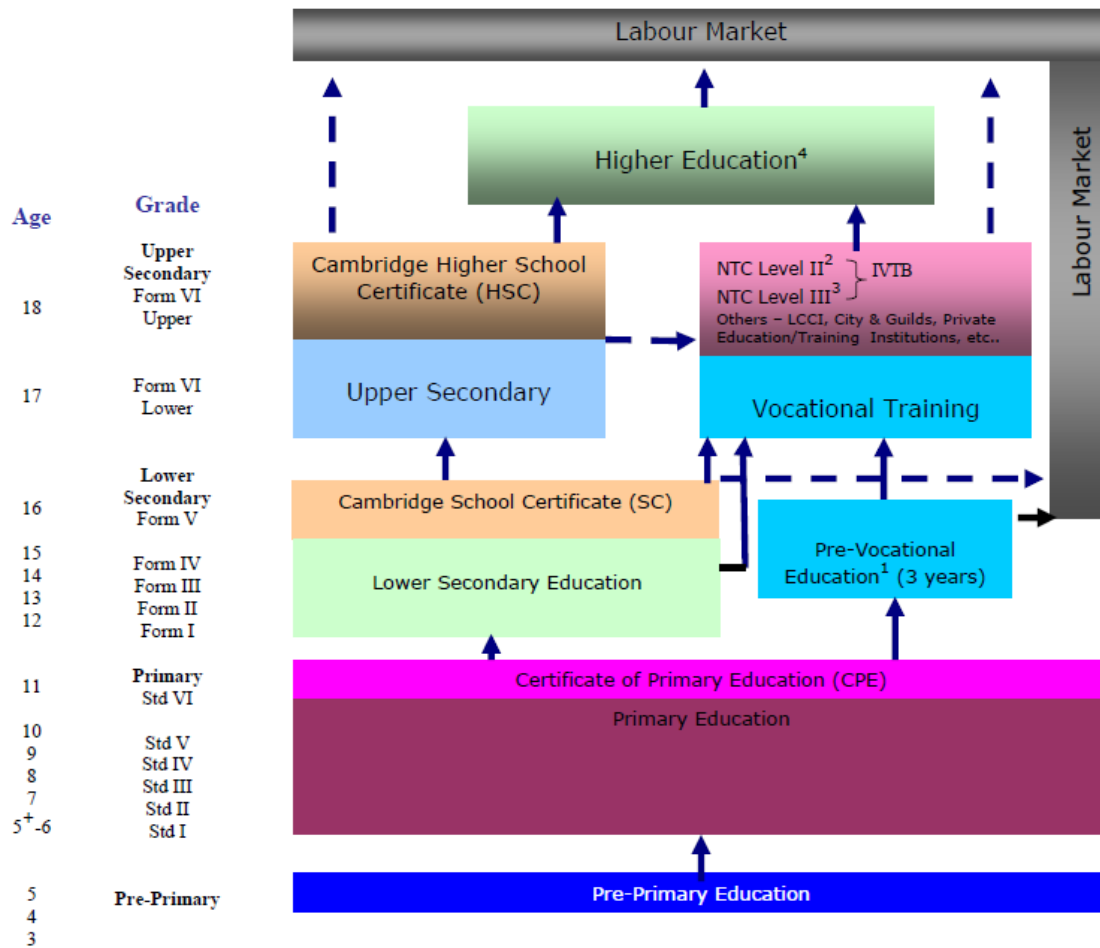 Labour Market
Labour Market
Higher Education⁴
Age
Grade
Upper
Secondary
Form VI
Upper
18
Cambridge Higher School
Certificate (HSC)
NTC Level II²
NTC Level III³
IVTB
Others – LCCI, City & Guilds, Private
Education/Training Institutions, etc..
17
Form VI
Lower
Upper Secondary
Vocational Training
Lower
Secondary
Form V
16
Cambridge School Certificate (SC)
15
14
13
12
Form IV
Form III
Form II
Form I
Lower Secondary Education
Pre-Vocational
Education¹ (3 years)
11
Primary
Std VI
Certificate of Primary Education (CPE)
Primary Education
10
9
8
7
5⁺-6
Std V
Std IV
Std III
Std II
Std I
5
4
3
Pre-Primary
Pre-Primary Education